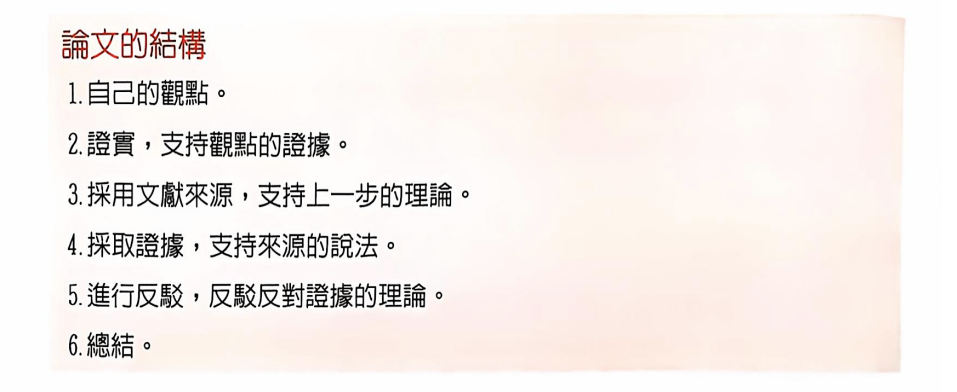 論文的結構
1.自己的觀點。
2.證實，支持觀點的證據。
3.採用文獻來源，支持上一步的理論。
4.採取證據，支持來源的說法。
5.進行反駁，反駁反對證據的理論。
6.總結。